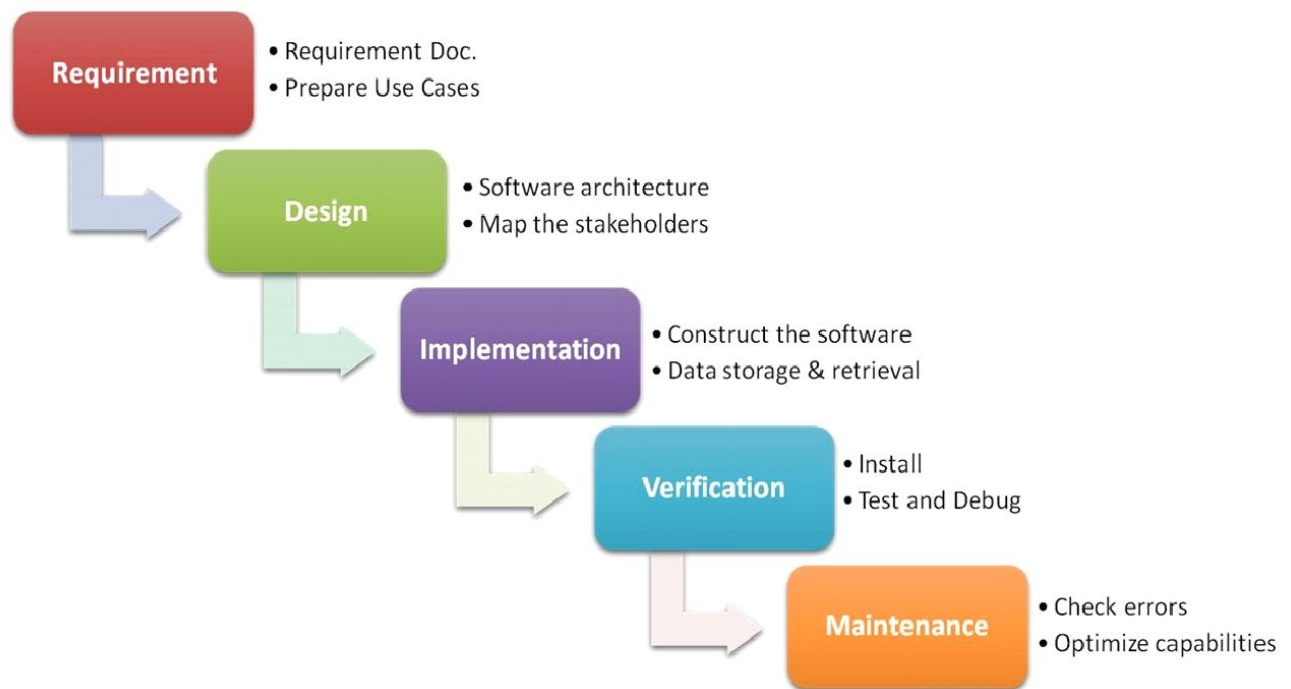 Requirement
• Requirement Doc.
• Prepare Use Cases
Design
• Software architecture
• Map the stakeholders
Implementation
• Construct the software
• Data storage & retrieval
Verification
• Install
• Test and Debug
Maintenance
• Check errors
• Optimize capabilities